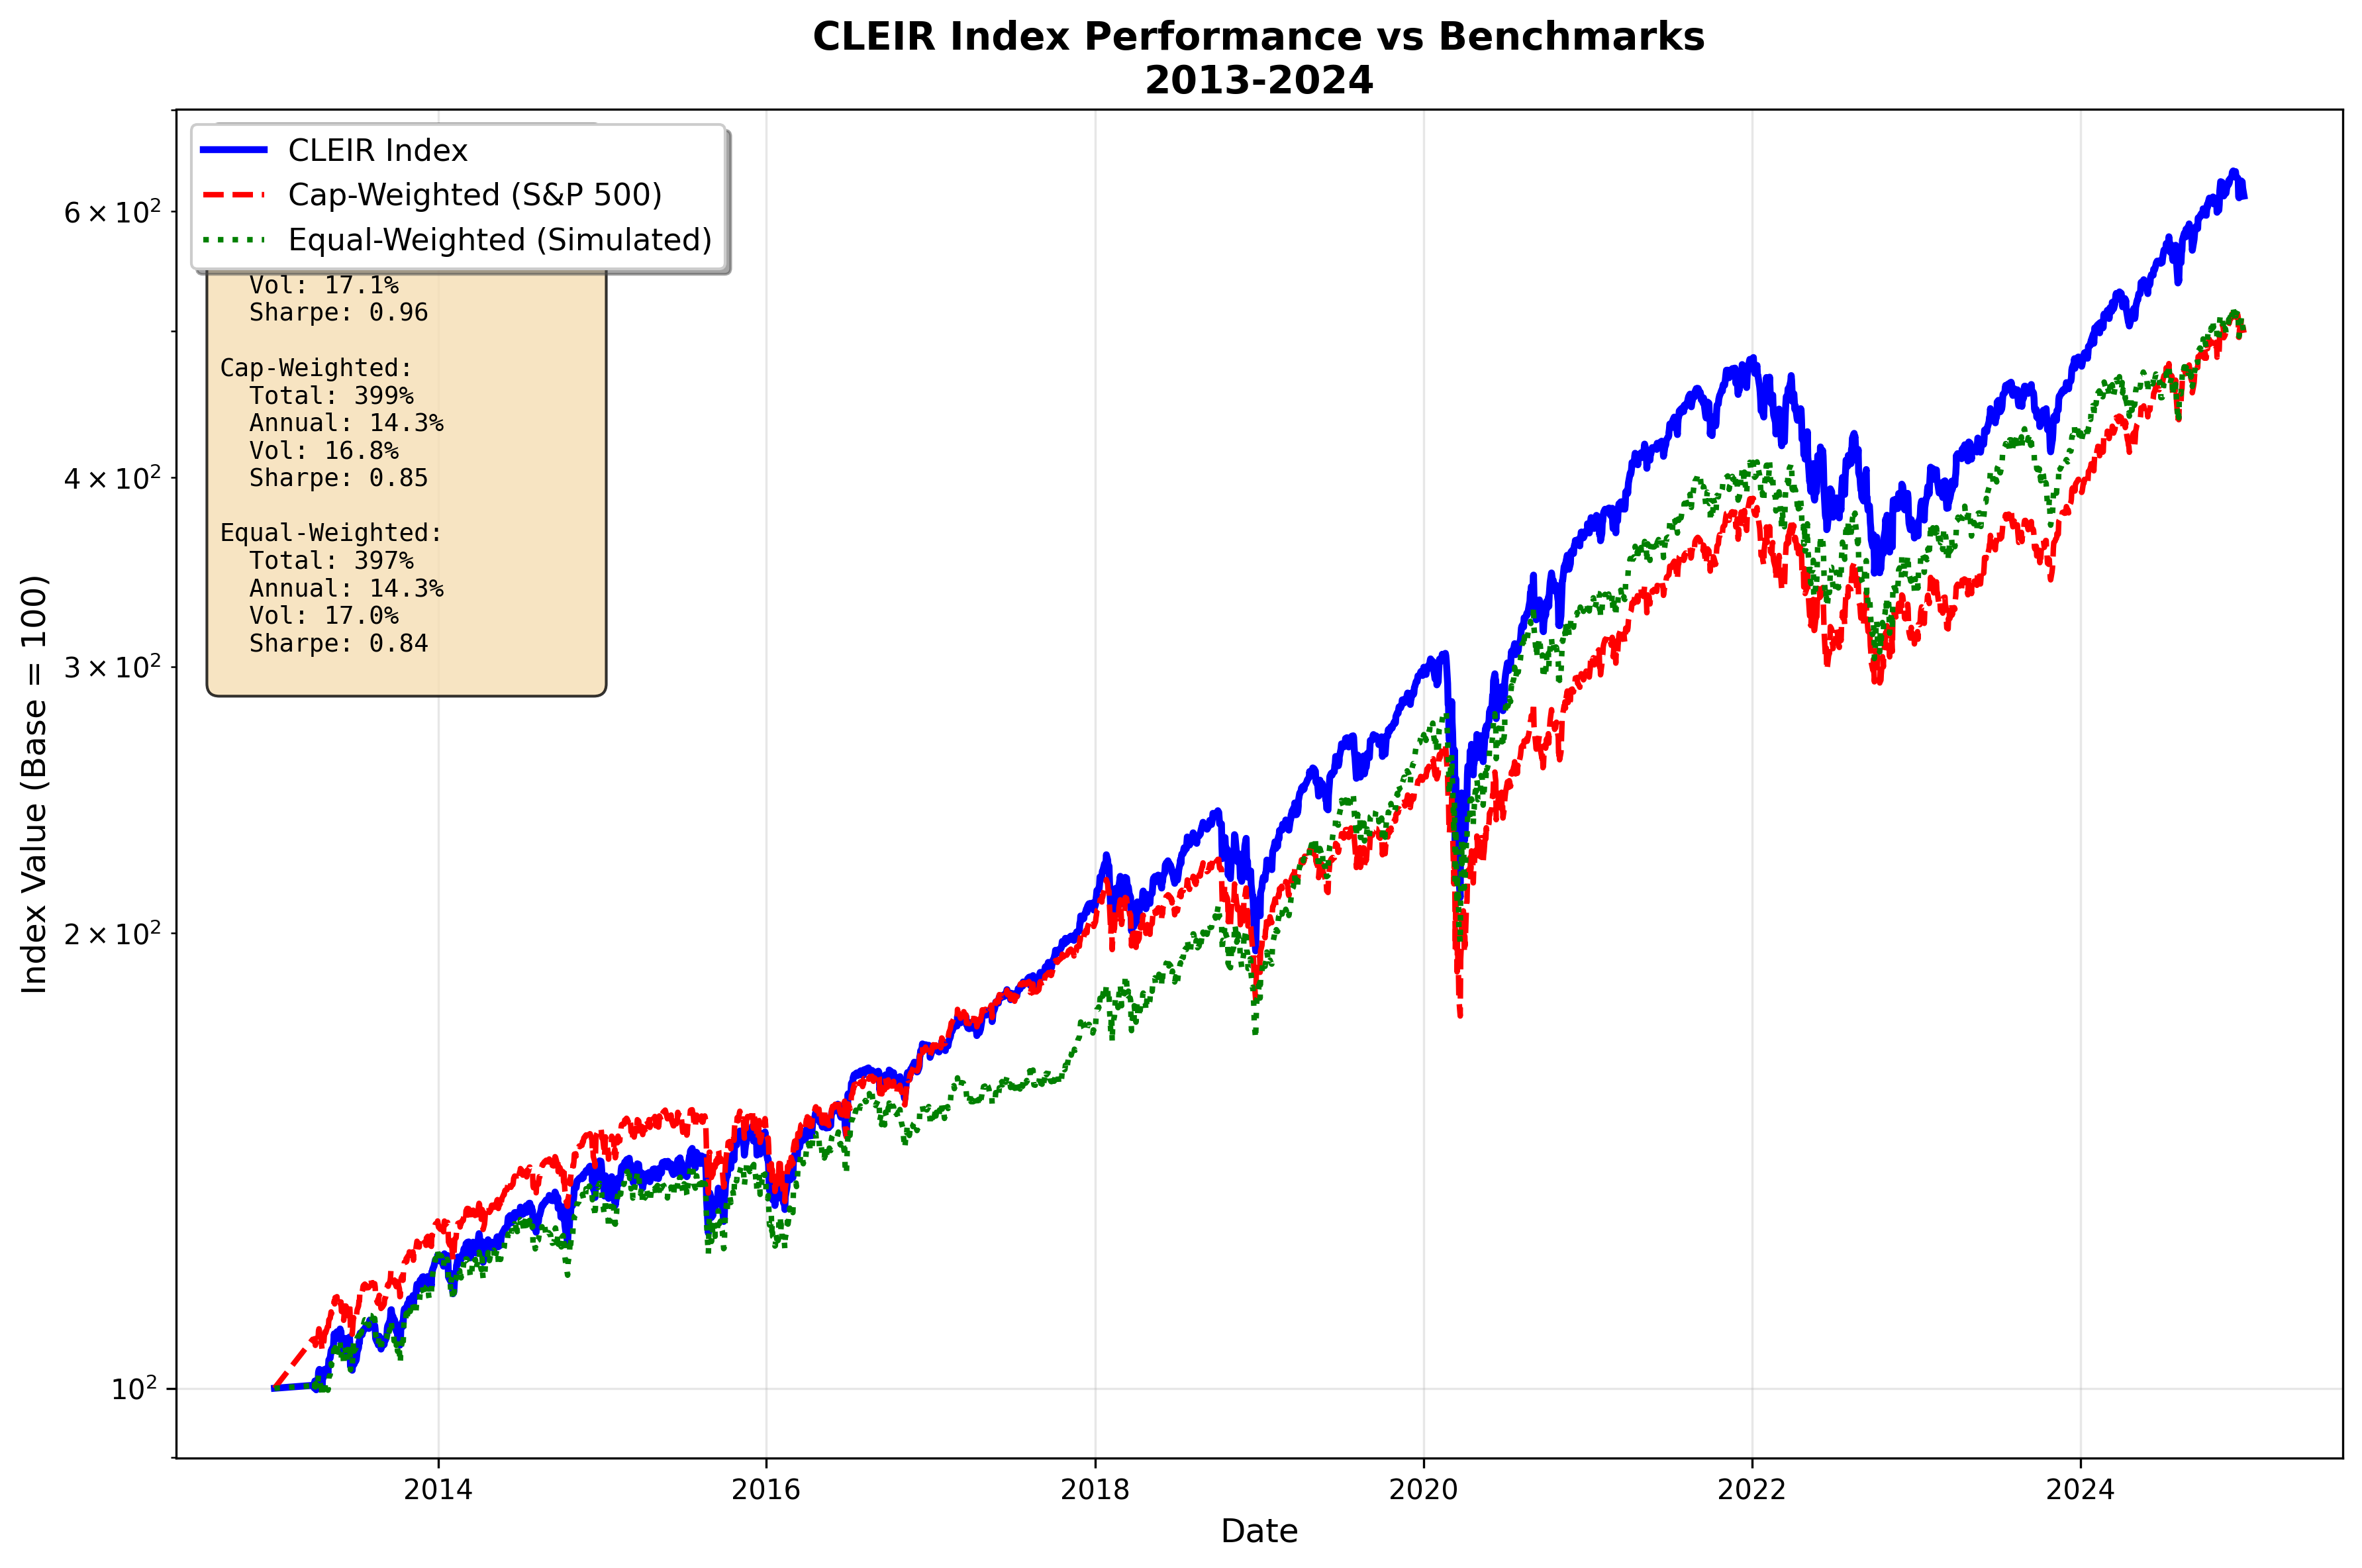 CLEIR Index Performance vs Benchmarks
2013-2024
CLEIR Index
Cap-Weighted (S&P 500)
Equal-Weighted (Simulated)
Vol: 17.1%
Sharpe: 0.96
Cap-Weighted:
Total: 399%
Annual: 14.3%
Vol: 16.8%
Sharpe: 0.85
Equal-Weighted:
Total: 397%
Annual: 14.3%
Vol: 17.0%
Sharpe: 0.84
Index Value (Base = 100)
6 × 10²
4 × 10²
3 × 10²
2 × 10²
10²
2014 2016 2018 2020 2022 2024
Date